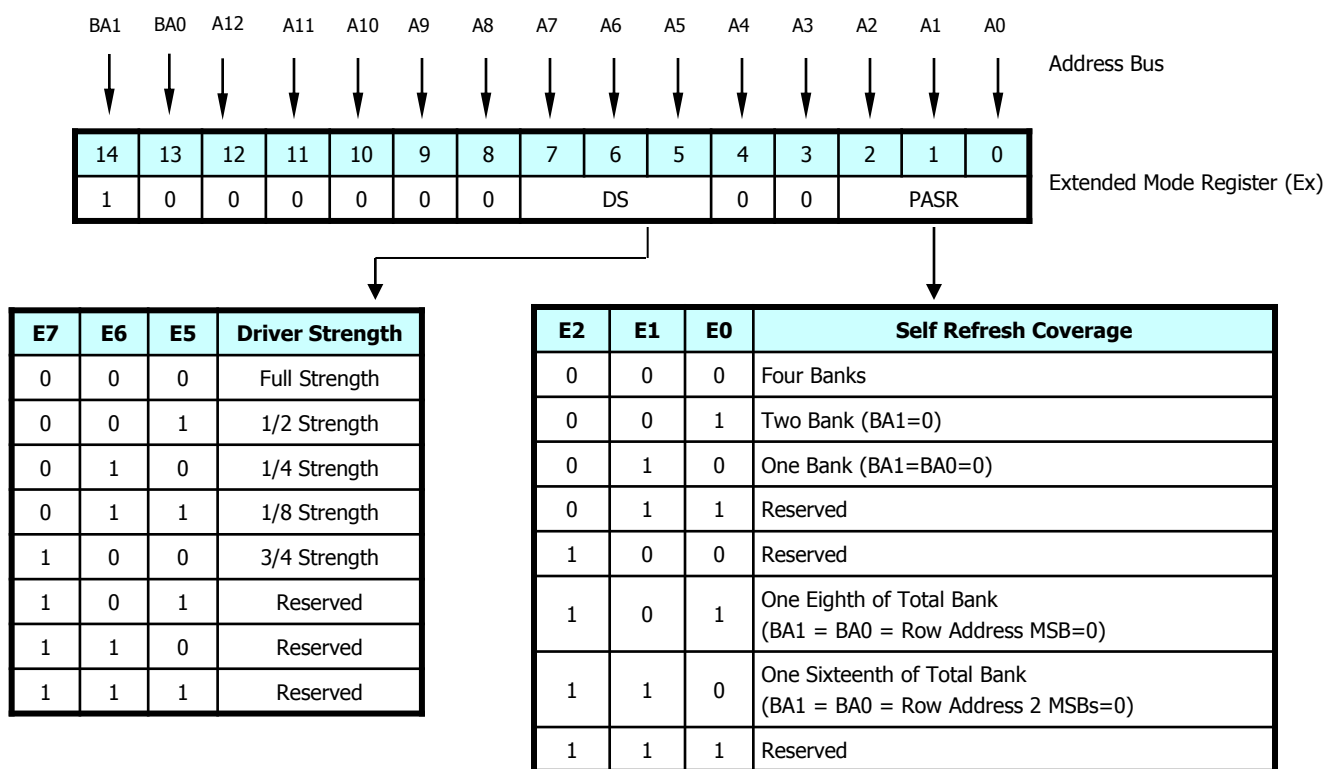 BA1 BA0 A12 A11 A10 A9 A8 A7 A6 A5 A4 A3 A2 A1 A0
Address Bus
14 13 12 11 10 9 8 7 6 5 4 3 2 1 0
1 0 0 0 0 0 0 DS 0 0 PASR
Extended Mode Register (Ex)
E7 E6 E5 Driver Strength
0 0 0 Full Strength
0 0 1 1/2 Strength
0 1 0 1/4 Strength
0 1 1 1/8 Strength
1 0 0 3/4 Strength
1 0 1 Reserved
1 1 0 Reserved
1 1 1 Reserved
E2 E1 E0 Self Refresh Coverage
0 0 0 Four Banks
0 0 1 Two Bank (BA1=0)
0 1 0 One Bank (BA1=BA0=0)
0 1 1 Reserved
1 0 0 Reserved
1 0 1 One Eighth of Total Bank
(BA1 = BA0 = Row Address MSB=0)
1 1 0 One Sixteenth of Total Bank
(BA1 = BA0 = Row Address 2 MSBs=0)
1 1 1 Reserved